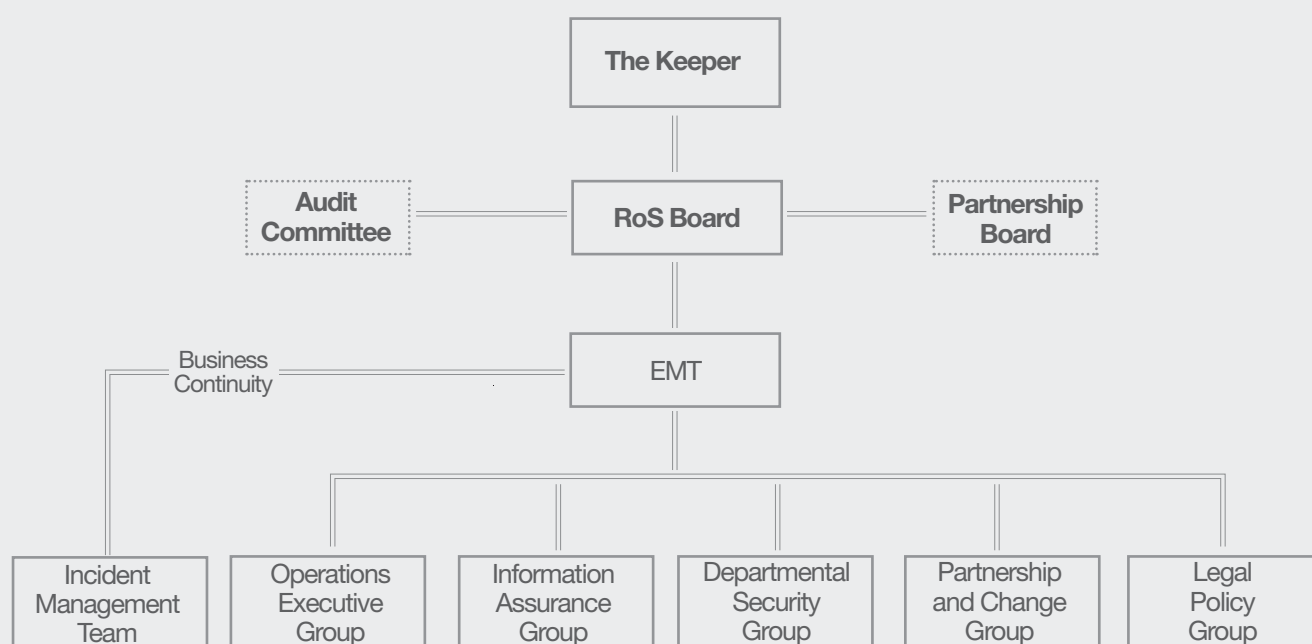 The Keeper
Audit
Committee
RoS Board
Partnership
Board
EMT
Business
Continuity
Incident
Management
Team
Operations
Executive
Group
Information
Assurance
Group
Departmental
Security
Group
Partnership
and Change
Group
Legal
Policy
Group